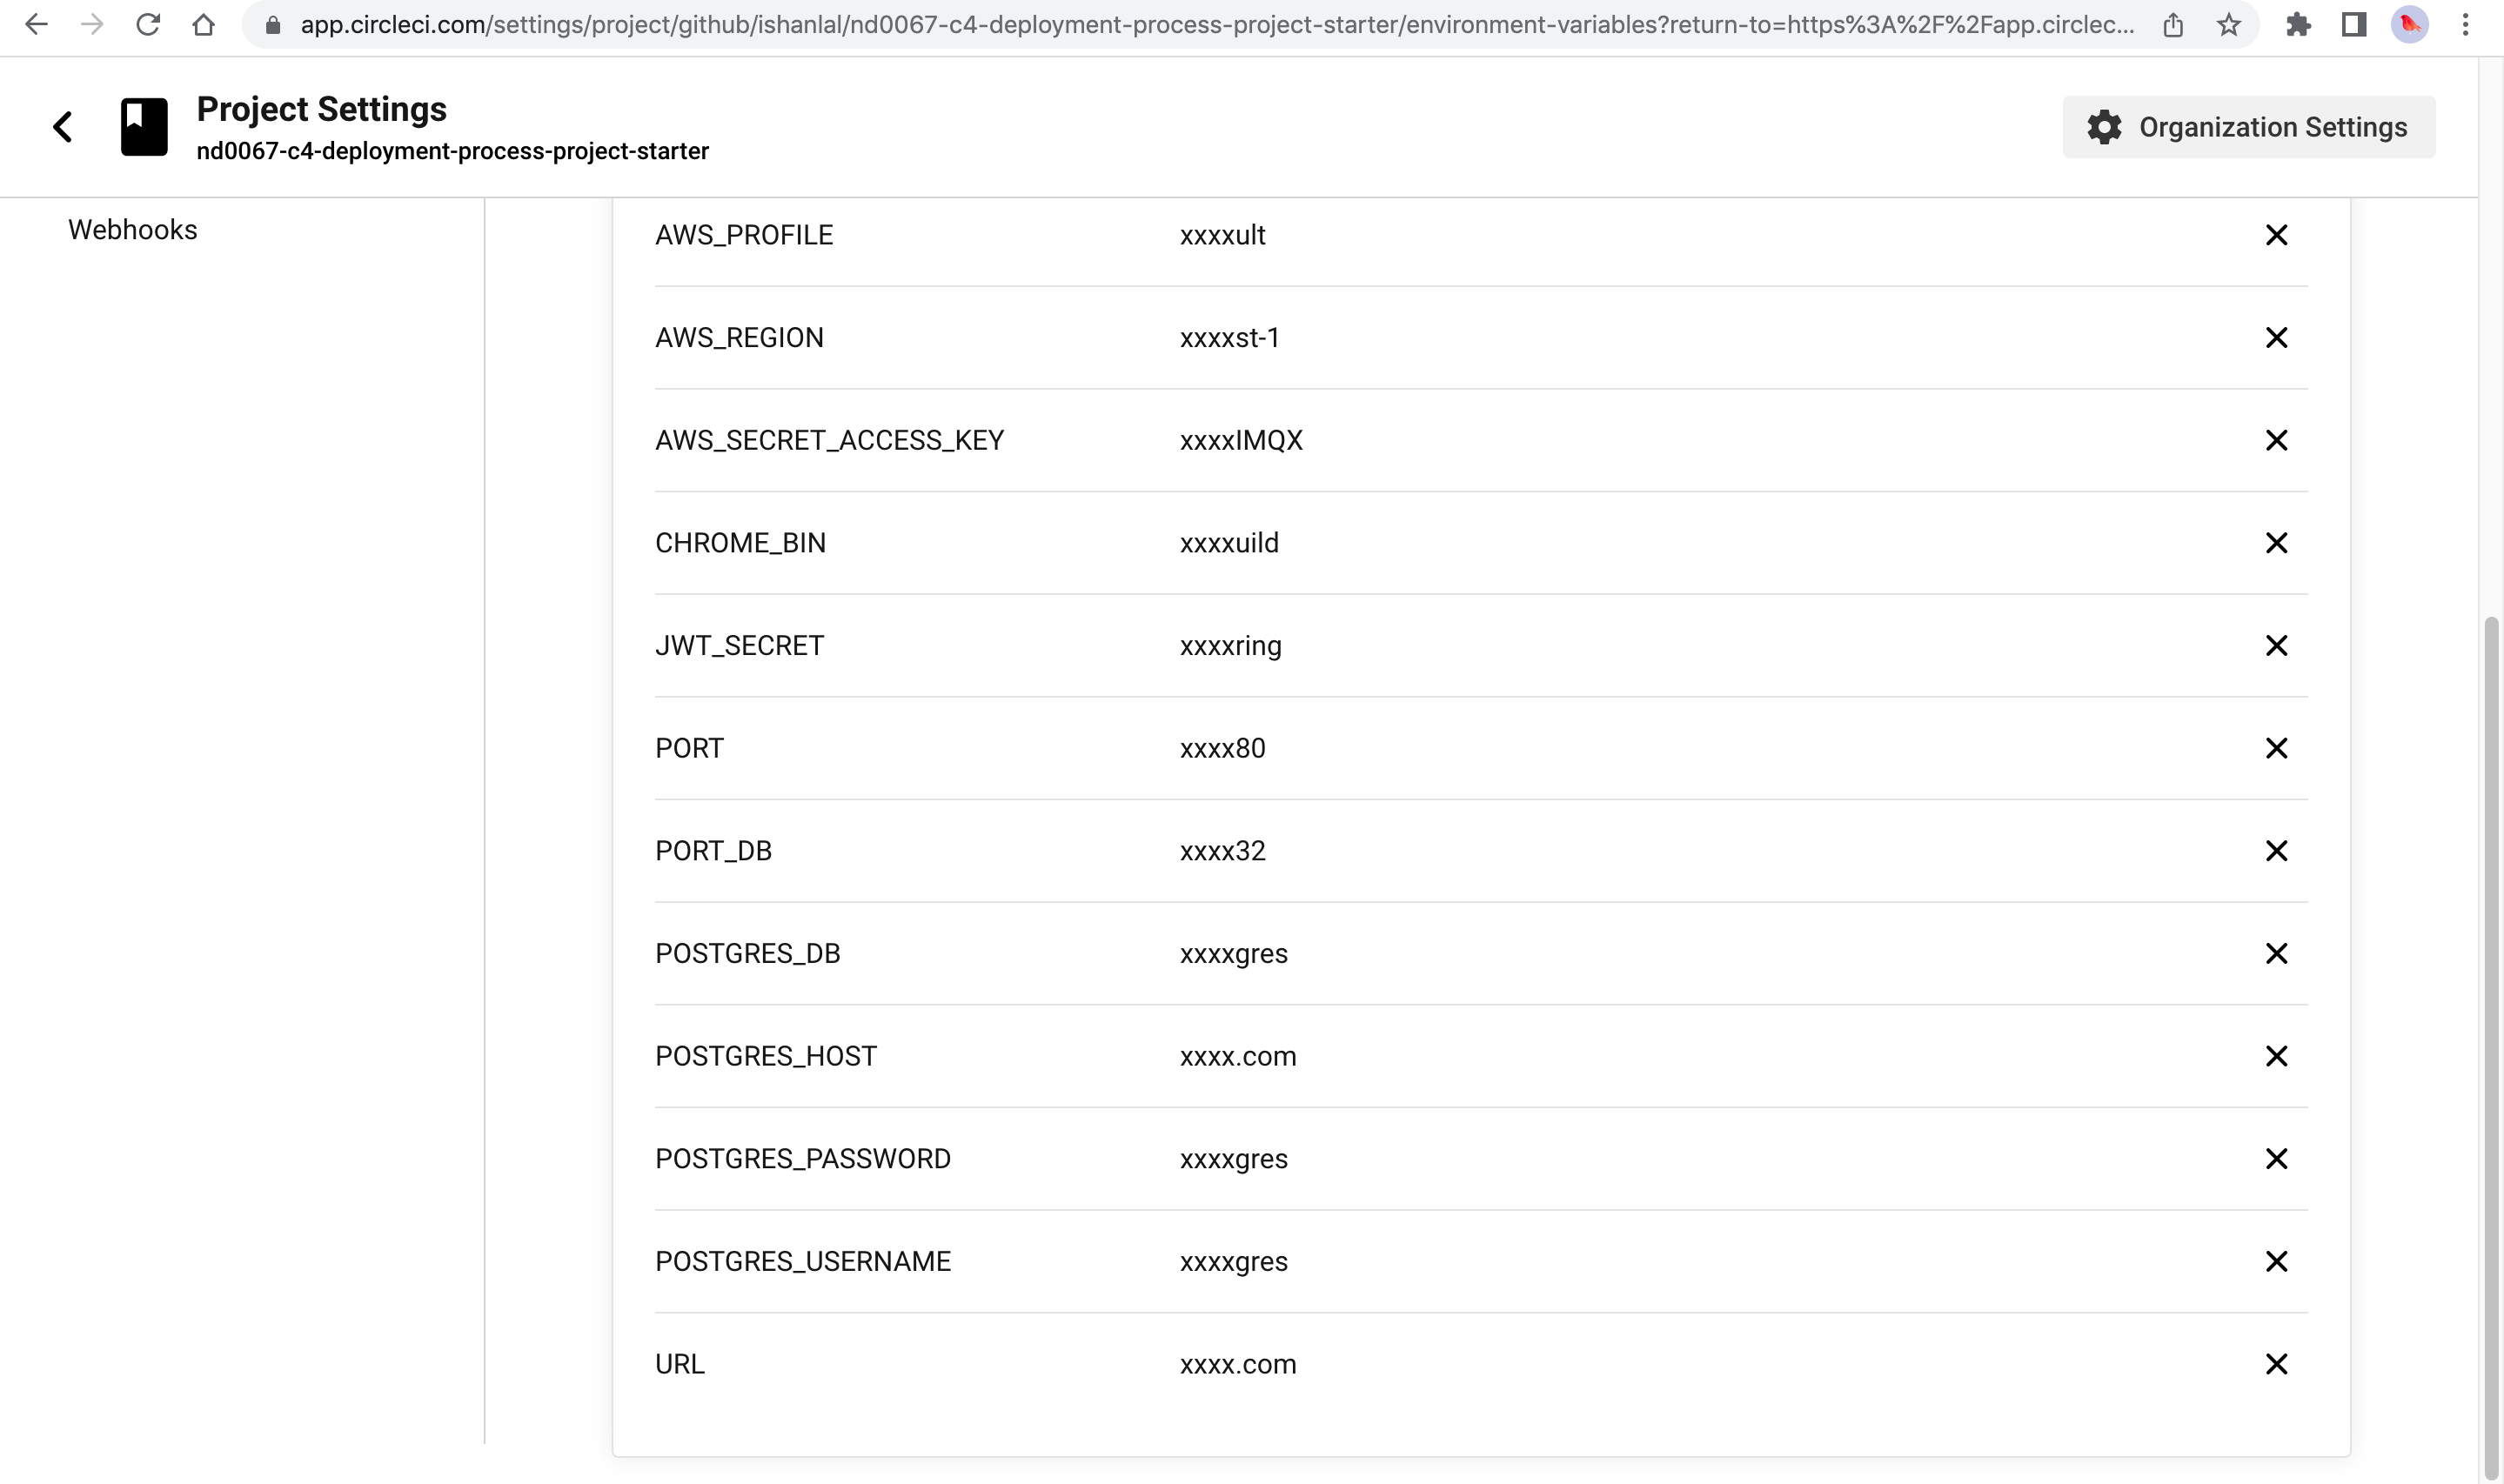 app.circleci.com/settings/project/github/ishanlal/nd0067-c4-deployment-process-project-starter/environment-variables?return-to=https%3A%2F%2Fapp.circlec...
Project Settings
nd0067-c4-deployment-process-project-starter
Organization Settings
Webhooks
AWS_PROFILE xxxxult
AWS_REGION xxxxst-1
AWS_SECRET_ACCESS_KEY xxxxIMQX
CHROME_BIN xxxxuild
JWT_SECRET xxxxring
PORT xxxx80
PORT_DB xxxx32
POSTGRES_DB xxxxgres
POSTGRES_HOST xxxx.com
POSTGRES_PASSWORD xxxxgres
POSTGRES_USERNAME xxxxgres
URL xxxx.com